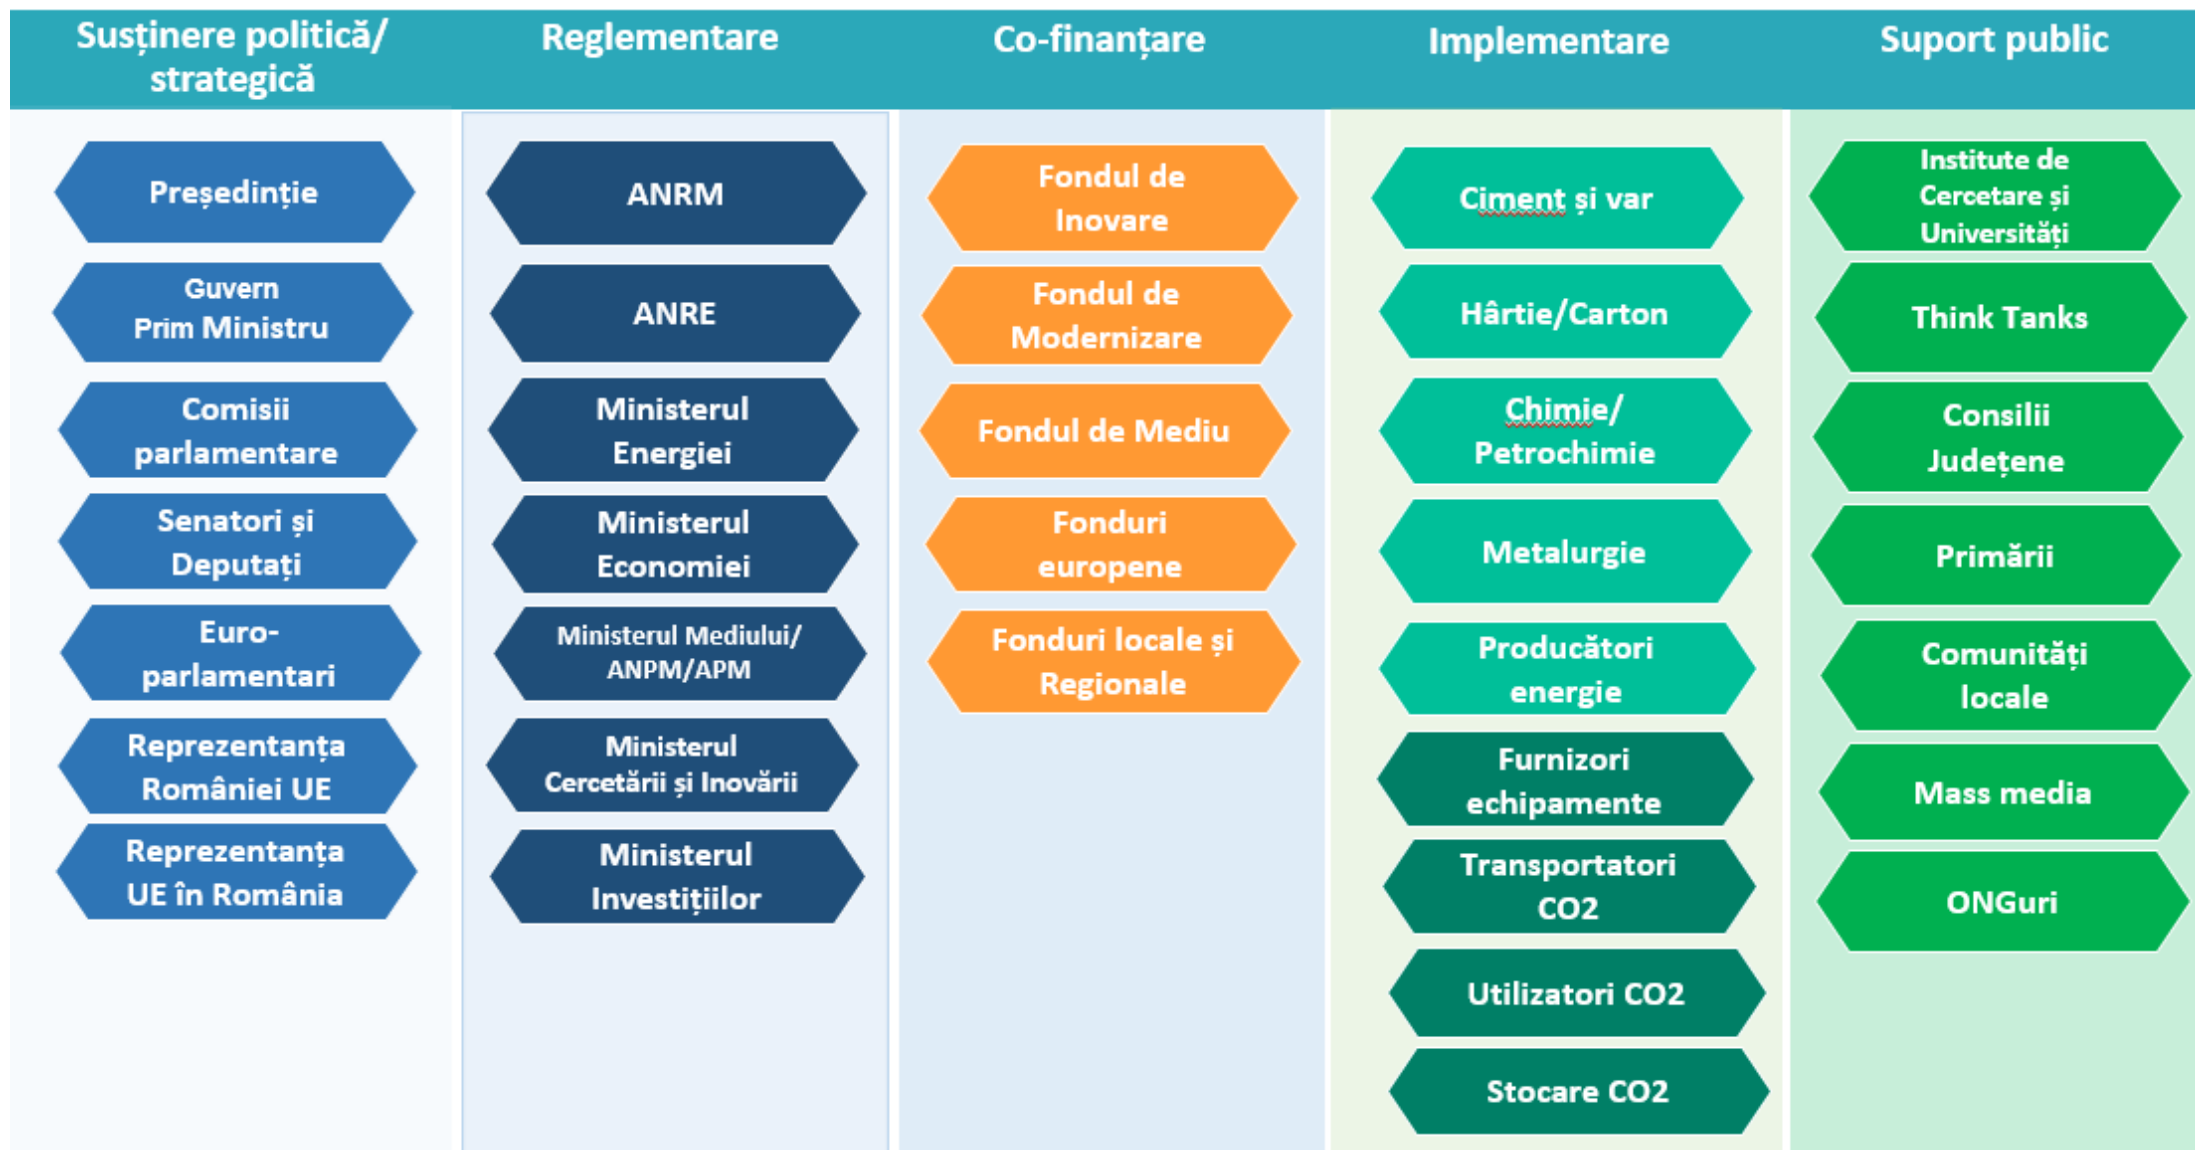 Susținere politică/
strategică
Reglementare
Co-finanțare
Implementare
Suport public
Președinție
Guvern
Prim Ministru
Comisii
parlamentare
Senatori și
Deputați
Euro-
parlamentari
Reprezentanța
României UE
Reprezentanța
UE în România
ANRM
ANRE
Ministerul
Energiei
Ministerul
Economiei
Ministerul Mediului/
ANPM/APM
Ministerul
Cercetării și Inovării
Ministerul
Investițiilor
Fondul de
Inovare
Fondul de
Modernizare
Fondul de Mediu
Fonduri
europene
Fonduri locale și
Regionale
Ciment și var
Hârtie/Carton
Chimie/
Petrochimie
Metalurgie
Producători
energie
Furnizori
echipamente
Transportatori
CO2
Utilizatori CO2
Stocare CO2
Institute de
Cercetare și
Universități
Think Tanks
Consilii
Județene
Primării
Comunități
locale
Mass media
ONGuri